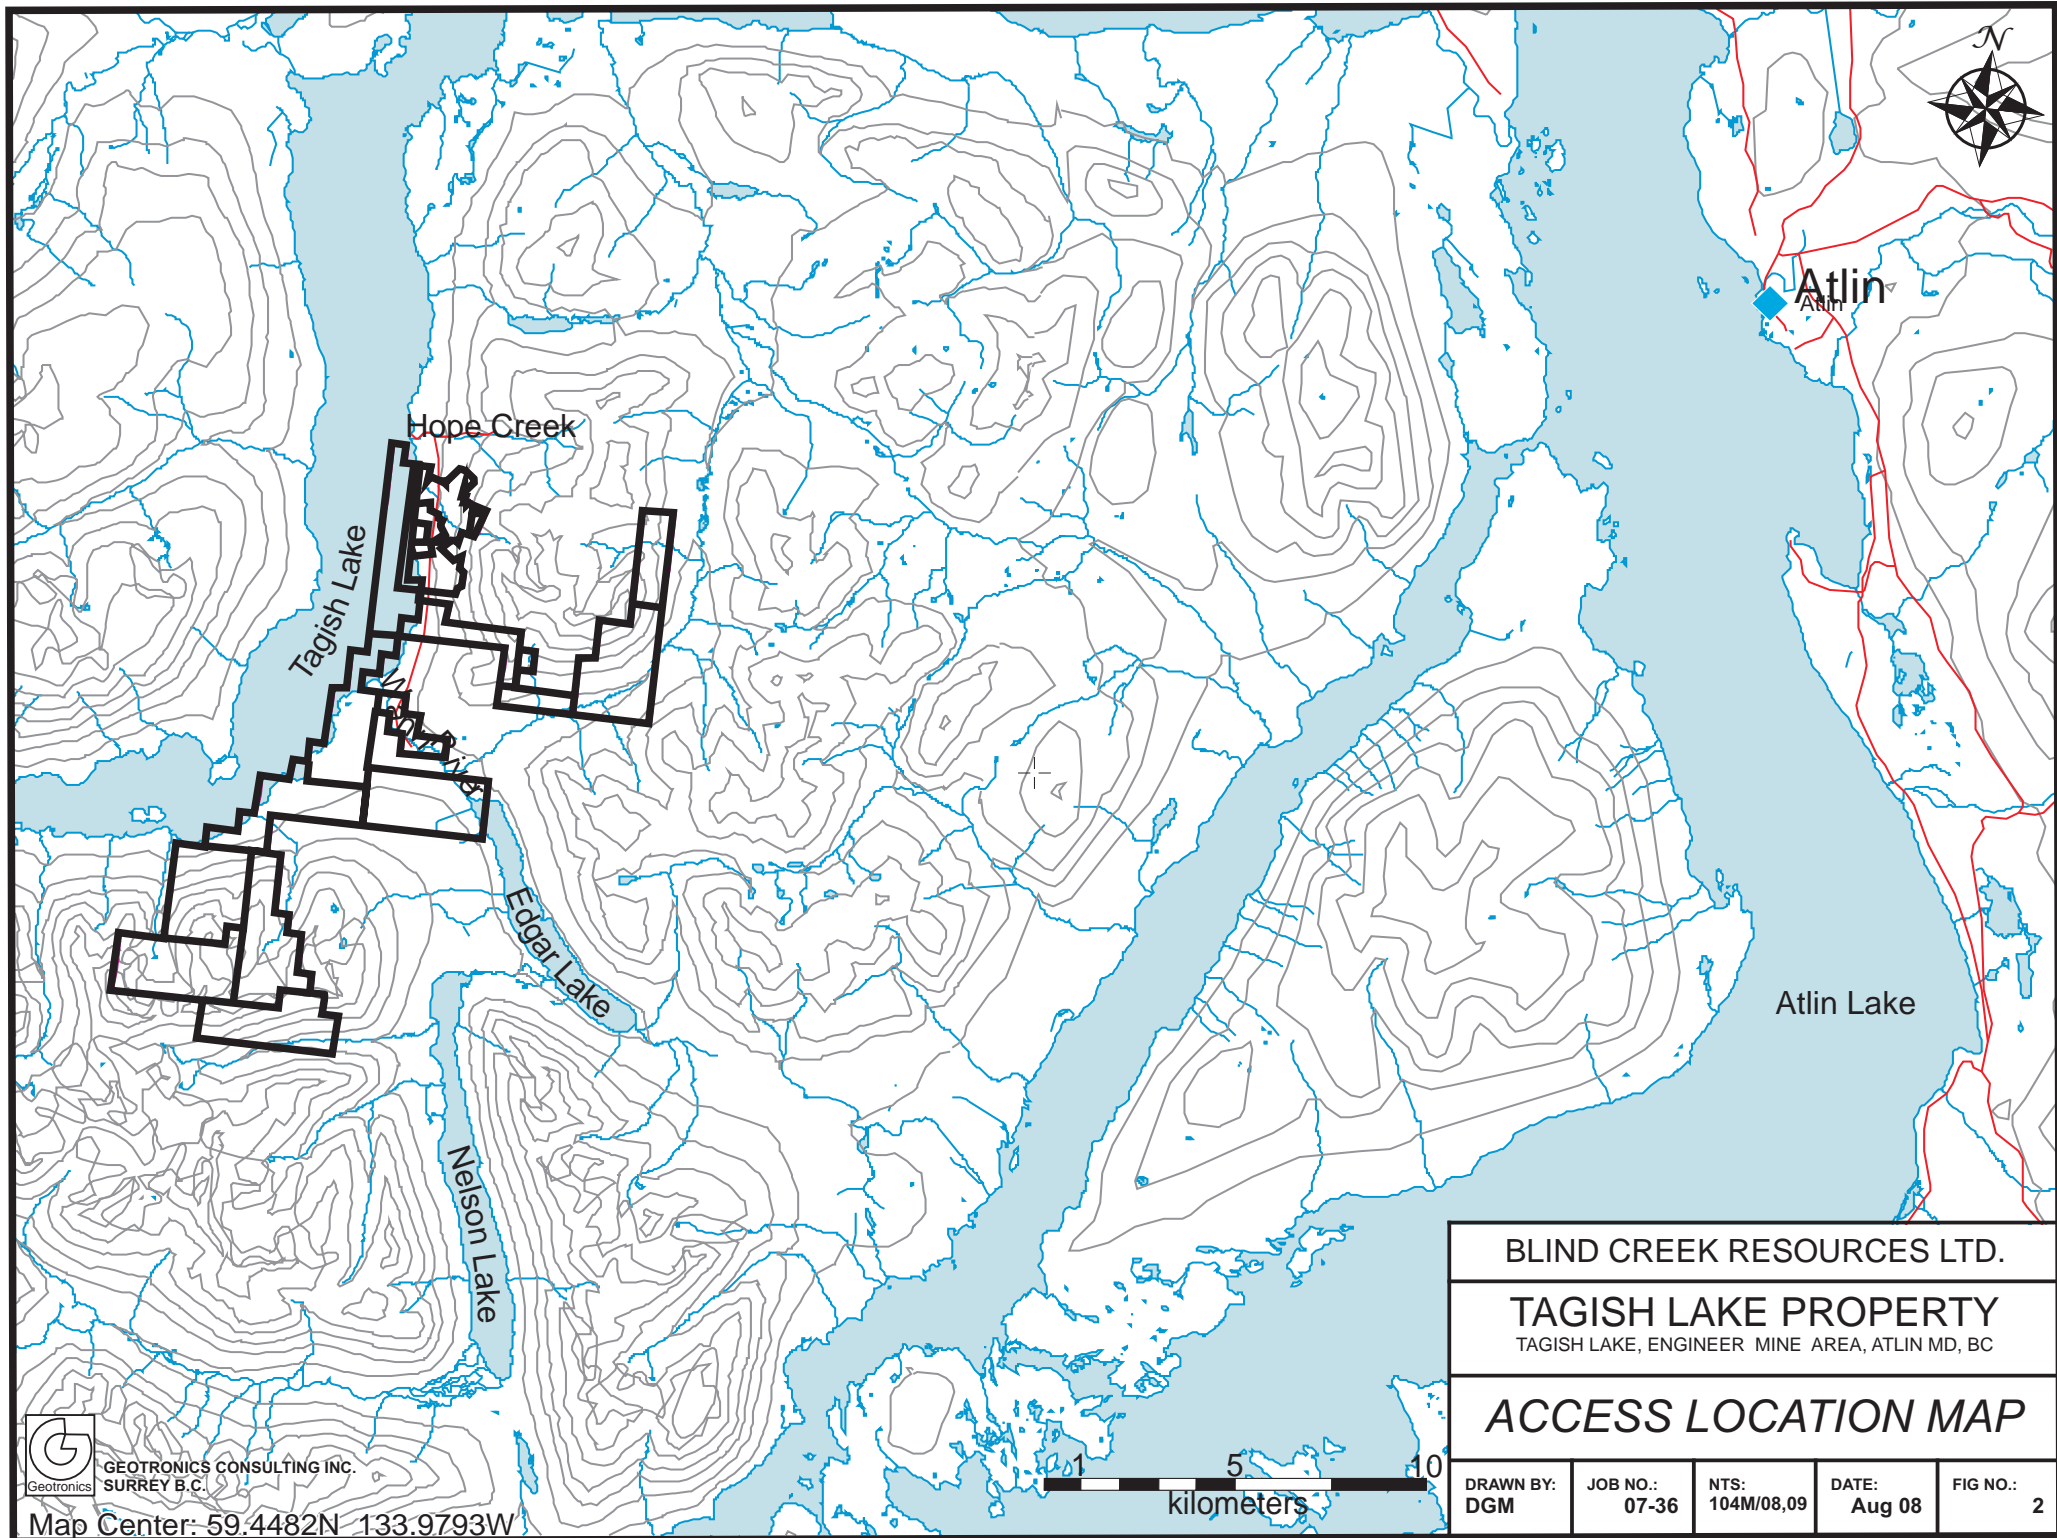 N
Atlin
Atlin
Hope Creek
Tagish Lake
Wann River
Edgar Lake
Atlin Lake
Nelson Lake
BLIND CREEK RESOURCES LTD.
TAGISH LAKE PROPERTY
TAGISH LAKE, ENGINEER MINE AREA, ATLIN MD, BC
ACCESS LOCATION MAP
DRAWN BY: JOB NO.: NTS: DATE: FIG NO.:
DGM 07-36 104M/08,09 Aug 08 2
1 5 10
kilometers
Geotronics
GEOTRONICS CONSULTING INC.
SURREY B.C.
Map Center: 59.4482N 133.9793W